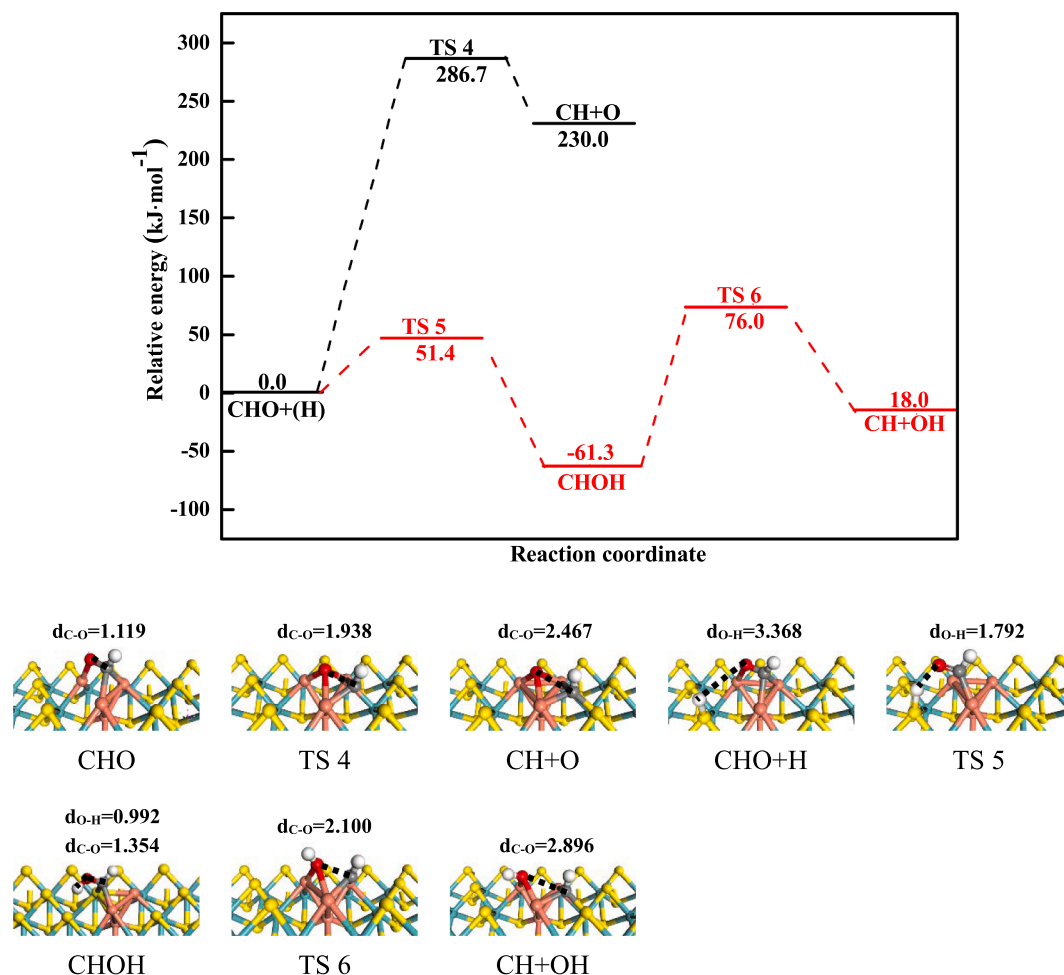 Relative energy (kJ·mol⁻¹)
300
250
200
150
100
50
0
-50
-100
TS 4
286.7
CH+O
230.0
TS 5
51.4
TS 6
76.0
0.0
CHO+(H)
-61.3
CHOH
18.0
CH+OH
Reaction coordinate
dC-O=1.119
dC-O=1.938
dC-O=2.467
dO-H=3.368
dO-H=1.792
CHO
TS 4
CH+O
CHO+H
TS 5
dO-H=0.992
dC-O=1.354
dC-O=2.100
dC-O=2.896
CHOH
TS 6
CH+OH